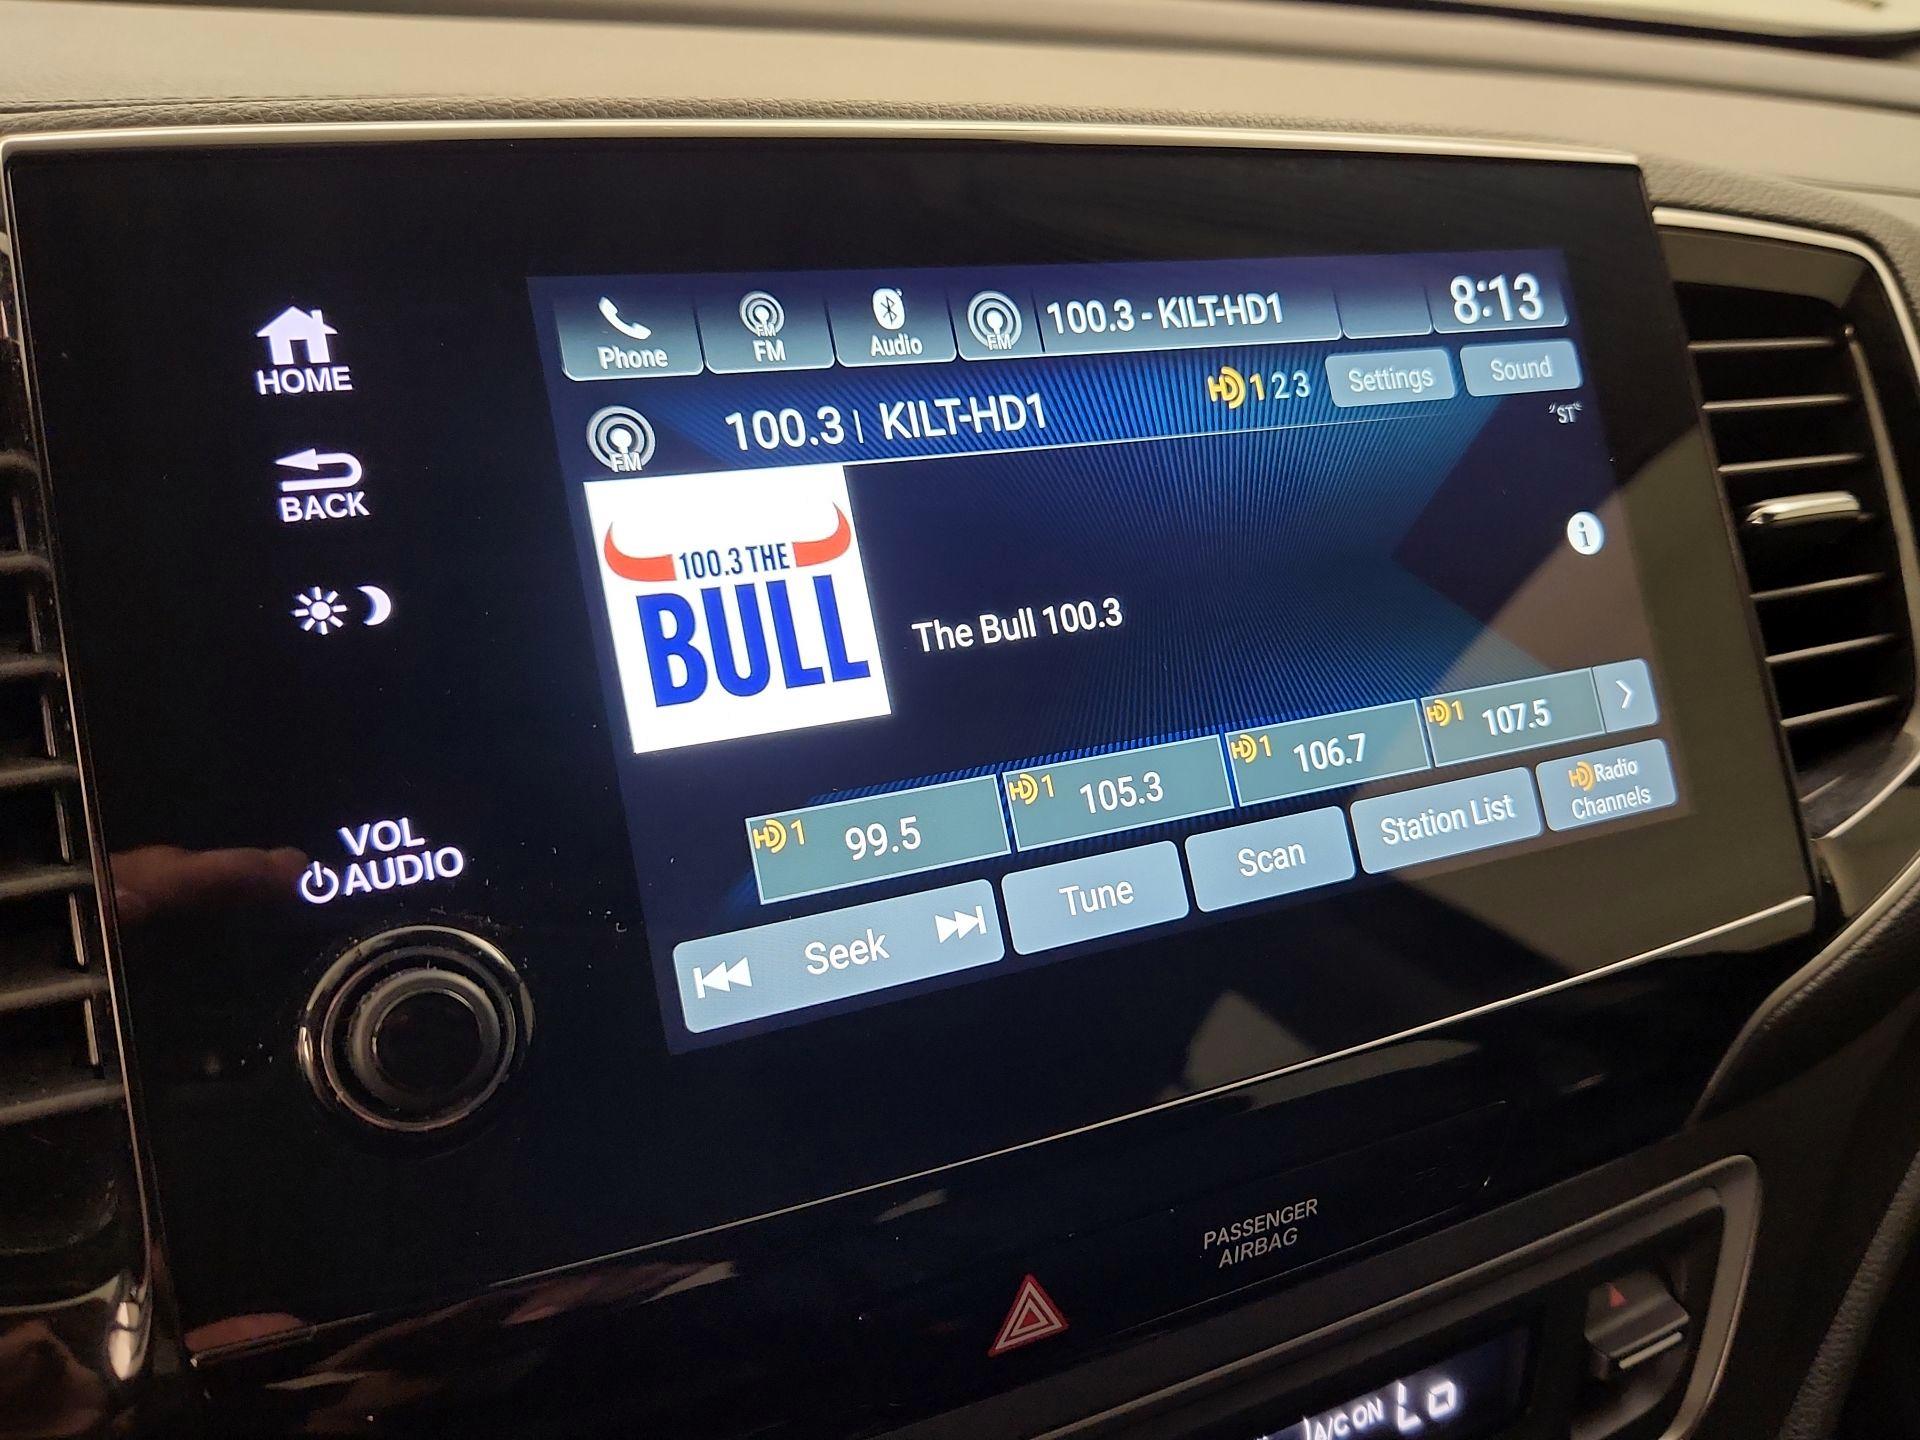 HOME
BACK
VOL
AUDIO
Phone
FM
FM
Audio
FM
100.3 - KILT-HD1
8:13
FM
100.3 | KILT-HD1
HD 1 2 3
Settings
Sound
"ST"
100.3 THE
BULL
The Bull 100.3
i
HD 1 99.5
HD 1 105.3
HD 1 106.7
HD 1 107.5
Seek
Tune
Scan
Station List
HD Radio
Channels
PASSENGER
AIRBAG
A/C ON Lo